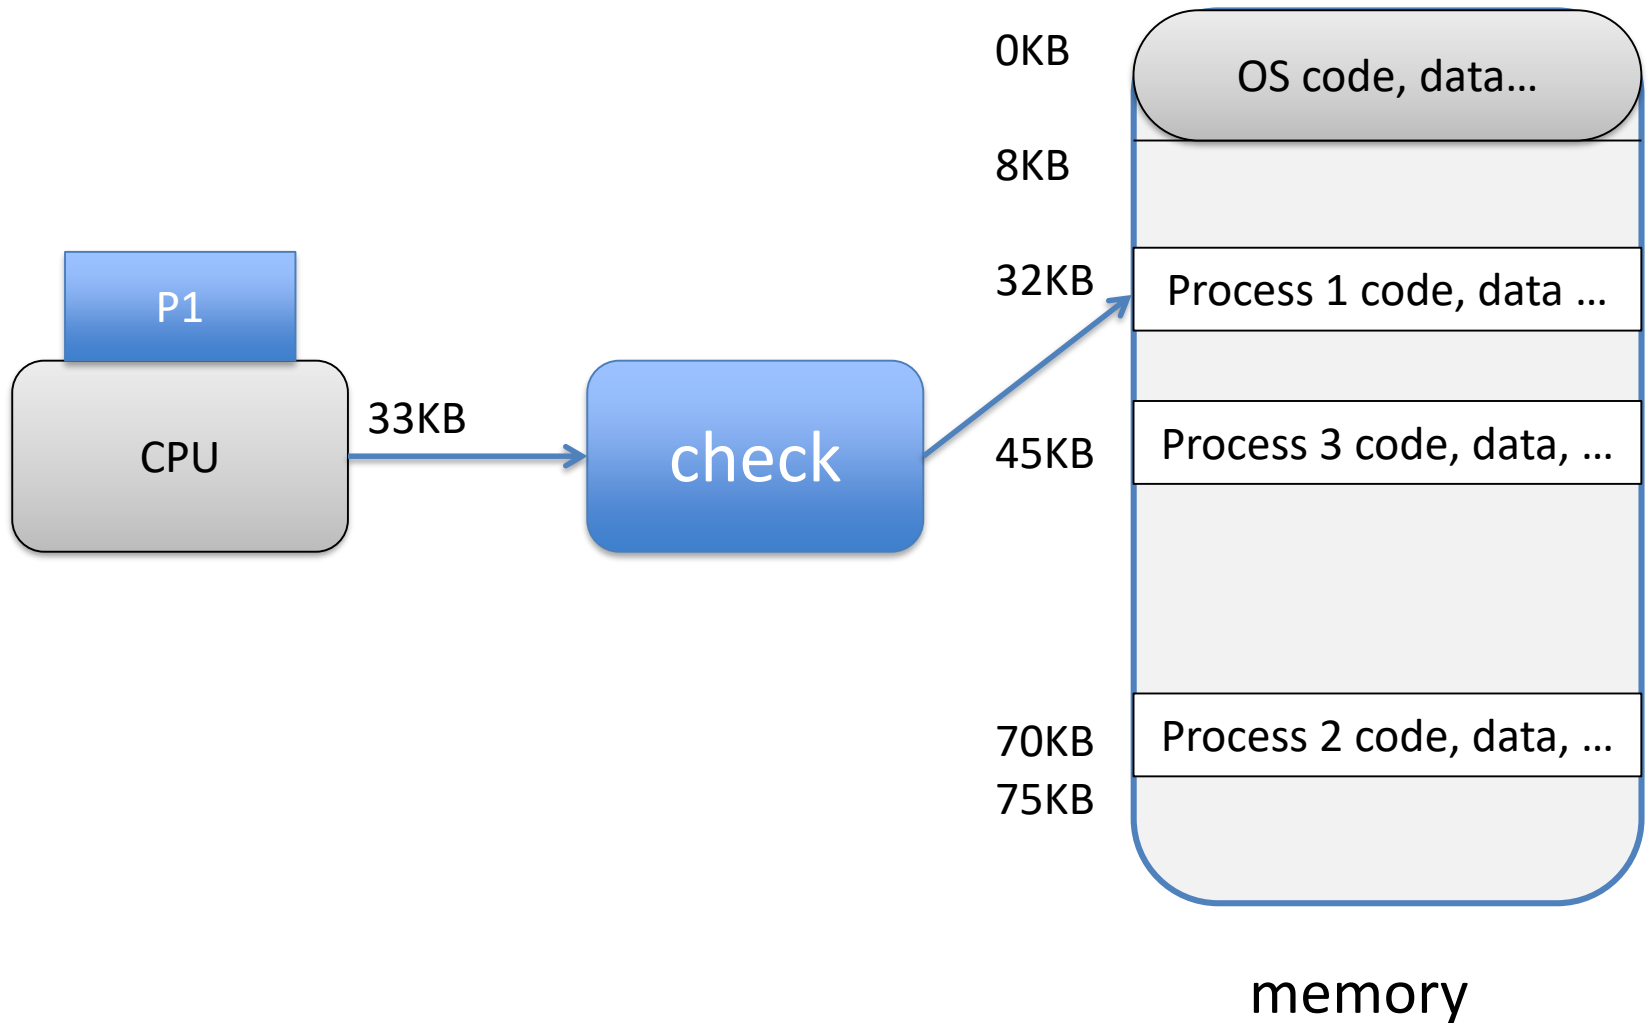 0KB
OS code, data…
8KB
P1
32KB
Process 1 code, data …
CPU
33KB
check
45KB
Process 3 code, data, …
70KB
Process 2 code, data, …
75KB
memory